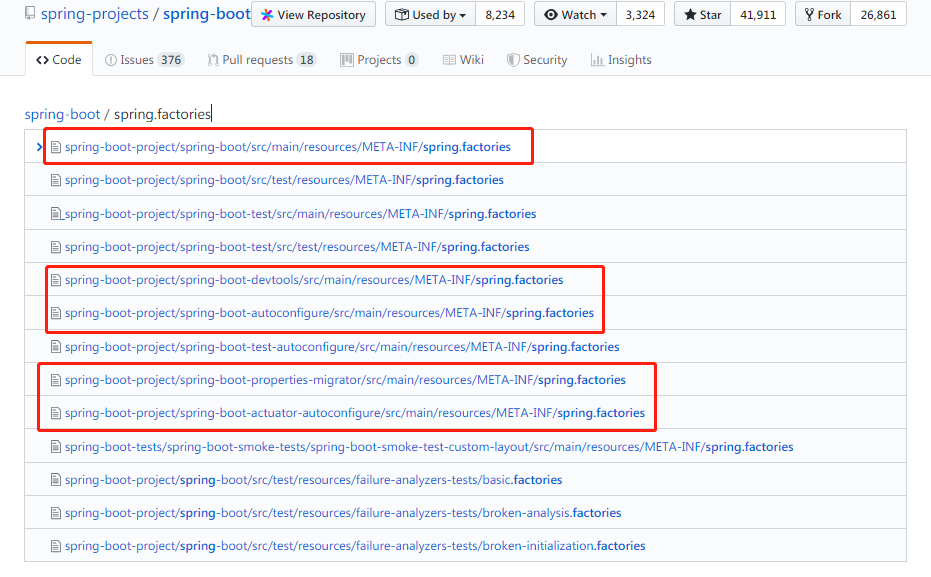 spring-projects / spring-boot View Repository Used by 8,234 Watch 3,324 Star 41,911 Fork 26,861
Code Issues 376 Pull requests 18 Projects 0 Wiki Security Insights
spring-boot / spring.factories
spring-boot-project/spring-boot/src/main/resources/META-INF/spring.factories
spring-boot-project/spring-boot/src/test/resources/META-INF/spring.factories
spring-boot-project/spring-boot-test/src/main/resources/META-INF/spring.factories
spring-boot-project/spring-boot-test/src/test/resources/META-INF/spring.factories
spring-boot-project/spring-boot-devtools/src/main/resources/META-INF/spring.factories
spring-boot-project/spring-boot-autoconfigure/src/main/resources/META-INF/spring.factories
spring-boot-project/spring-boot-test-autoconfigure/src/main/resources/META-INF/spring.factories
spring-boot-project/spring-boot-properties-migrator/src/main/resources/META-INF/spring.factories
spring-boot-project/spring-boot-actuator-autoconfigure/src/main/resources/META-INF/spring.factories
spring-boot-tests/spring-boot-smoke-tests/spring-boot-smoke-test-custom-layout/src/main/resources/META-INF/spring.factories
spring-boot-project/spring-boot/src/test/resources/failure-analyzers-tests/basic.factories
spring-boot-project/spring-boot/src/test/resources/failure-analyzers-tests/broken-analysis.factories
spring-boot-project/spring-boot/src/test/resources/failure-analyzers-tests/broken-initialization.factories